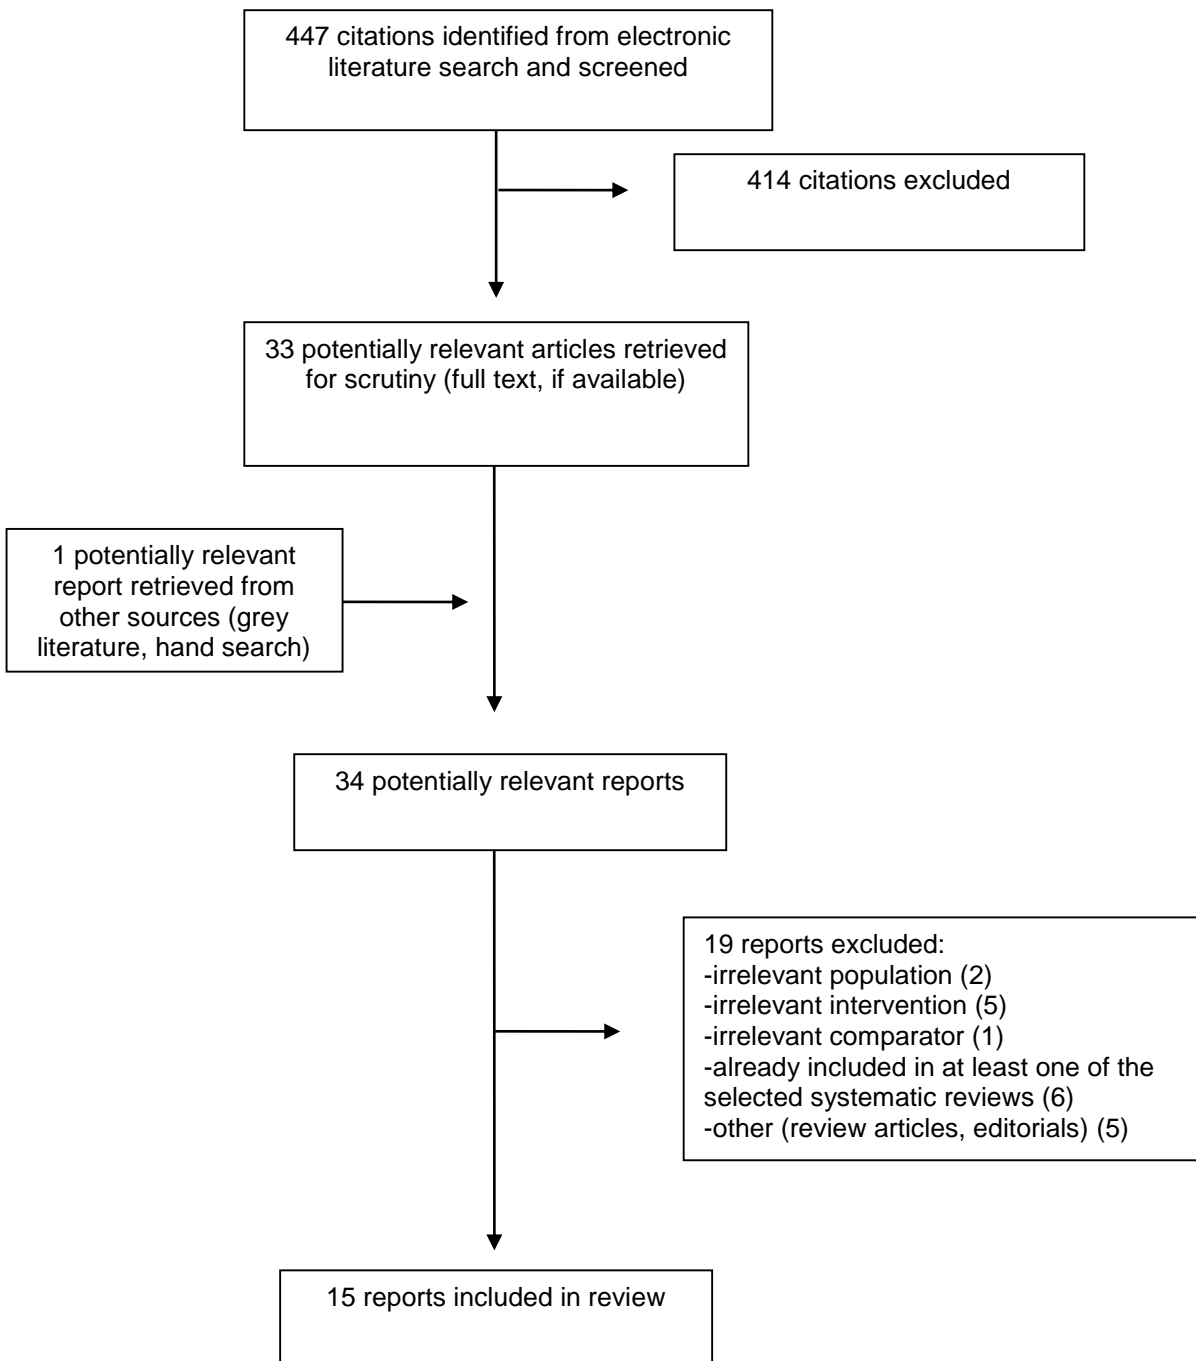 447 citations identified from electronic
literature search and screened
414 citations excluded
33 potentially relevant articles retrieved
for scrutiny (full text, if available)
1 potentially relevant
report retrieved from
other sources (grey
literature, hand search)
34 potentially relevant reports
19 reports excluded:
-irrelevant population (2)
-irrelevant intervention (5)
-irrelevant comparator (1)
-already included in at least one of the
selected systematic reviews (6)
-other (review articles, editorials) (5)
15 reports included in review